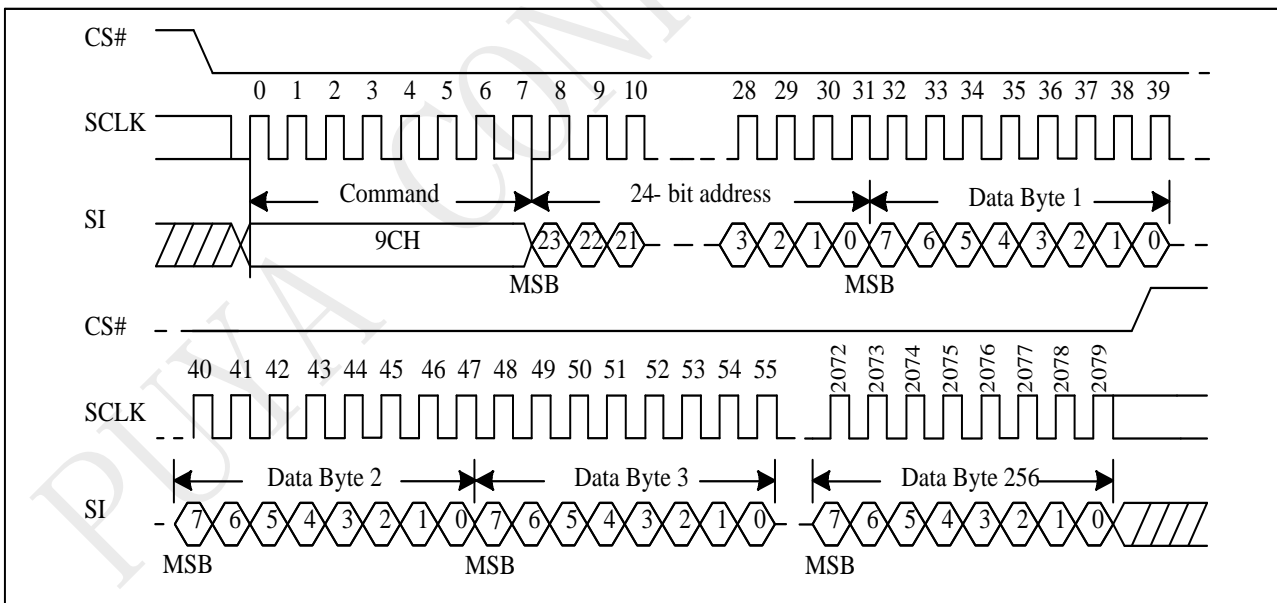 PUYA CON
CS#
0 1 2 3 4 5 6 7 8 9 10 28 29 30 31 32 33 34 35 36 37 38 39
SCLK
Command 24- bit address Data Byte 1
SI
9CH 23 22 21 3 2 1 0 7 6 5 4 3 2 1 0
MSB MSB
CS#
40 41 42 43 44 45 46 47 48 49 50 51 52 53 54 55 2072 2073 2074 2075 2076 2077 2078 2079
SCLK
Data Byte 2 Data Byte 3 Data Byte 256
SI
7 6 5 4 3 2 1 0 7 6 5 4 3 2 1 0 7 6 5 4 3 2 1 0
MSB MSB MSB